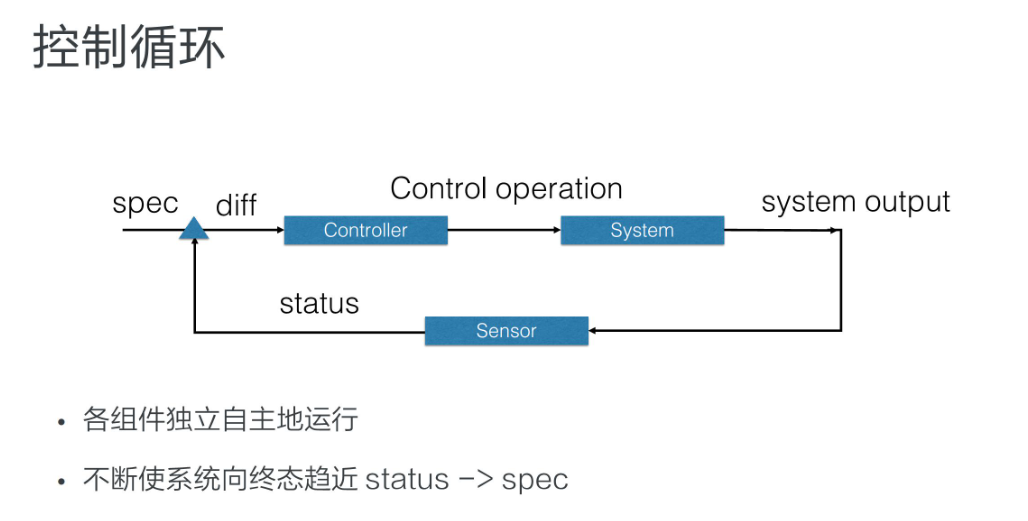 控制循环
spec
diff
Control operation
system output
Controller
System
status
Sensor
• 各组件独立自主地运行
• 不断使系统向终态趋近 status -> spec